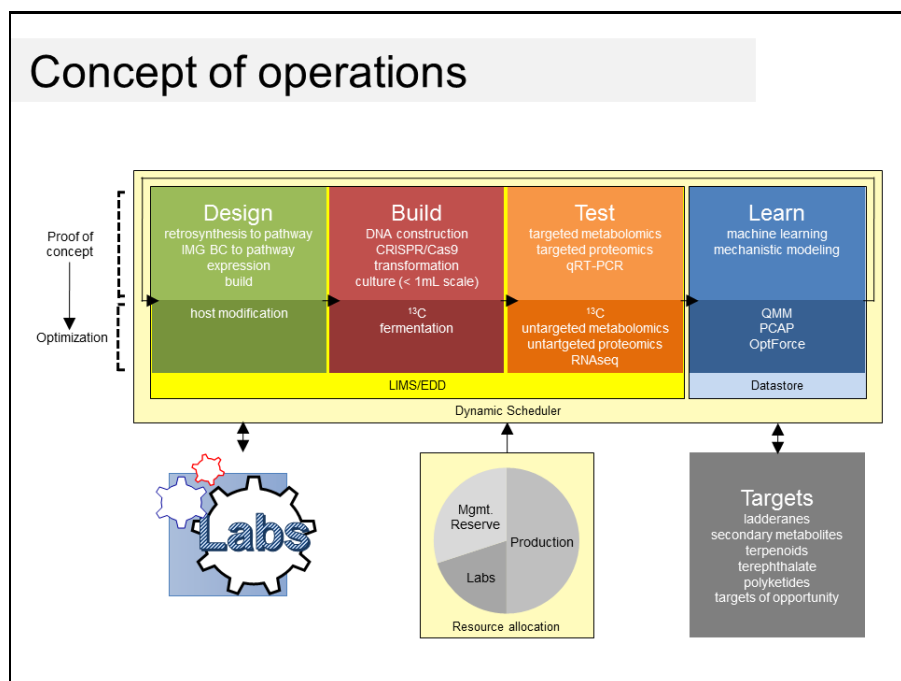 Concept of operations
Proof of
concept
Optimization
Design
retrosynthesis to pathway
IMG BC to pathway
expression
build
host modification
Build
DNA construction
CRISPR/Cas9
transformation
culture (< 1mL scale)
¹³C
fermentation
Test
targeted metabolomics
targeted proteomics
qRT-PCR
¹³C
untargeted metabolomics
untartgeted proteomics
RNAseq
Learn
machine learning
mechanistic modeling
QMM
PCAP
OptForce
LIMS/EDD
Datastore
Dynamic Scheduler
Labs
Mgmt.
Reserve
Production
Labs
Resource allocation
Targets
ladderanes
secondary metabolites
terpenoids
terephthalate
polyketides
targets of opportunity